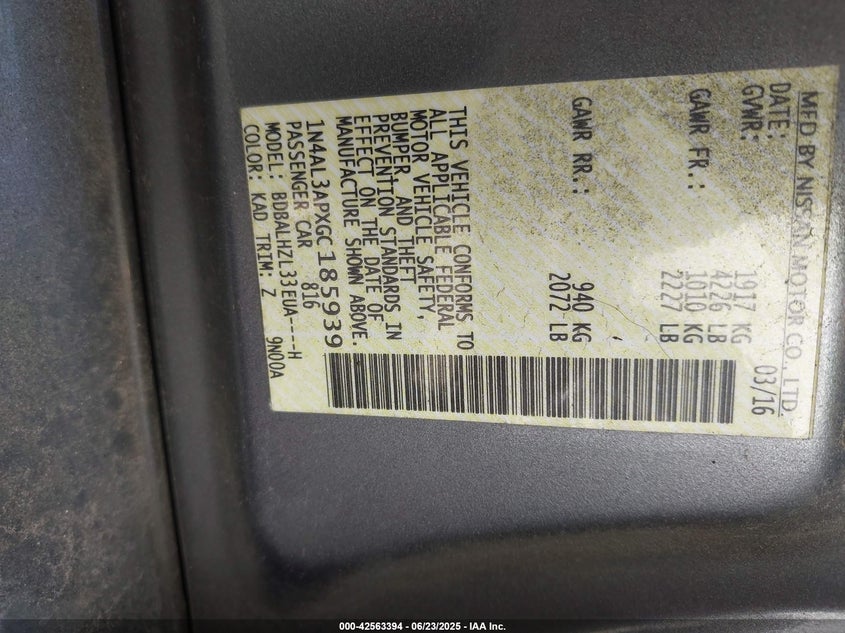 MFD BY NISSAN MOTOR CO., LTD.
DATE: 03/16
GVWR: 1917 KG
4226 LB
GAWR FR.: 1010 KG
2227 LB
GAWR RR.: 940 KG
2072 LB
THIS VEHICLE CONFORMS TO
ALL APPLICABLE FEDERAL
MOTOR VEHICLE SAFETY,
BUMPER, AND THEFT
PREVENTION STANDARDS IN
EFFECT ON THE DATE OF
MANUFACTURE SHOWN ABOVE.
1N4AL3APXGC185939
PASSENGER CAR 816
MODEL: BDBALHZL33EUA----H
COLOR: KAD TRIM: Z 9N00A
000-42563394 - 06/23/2025 - IAA Inc.